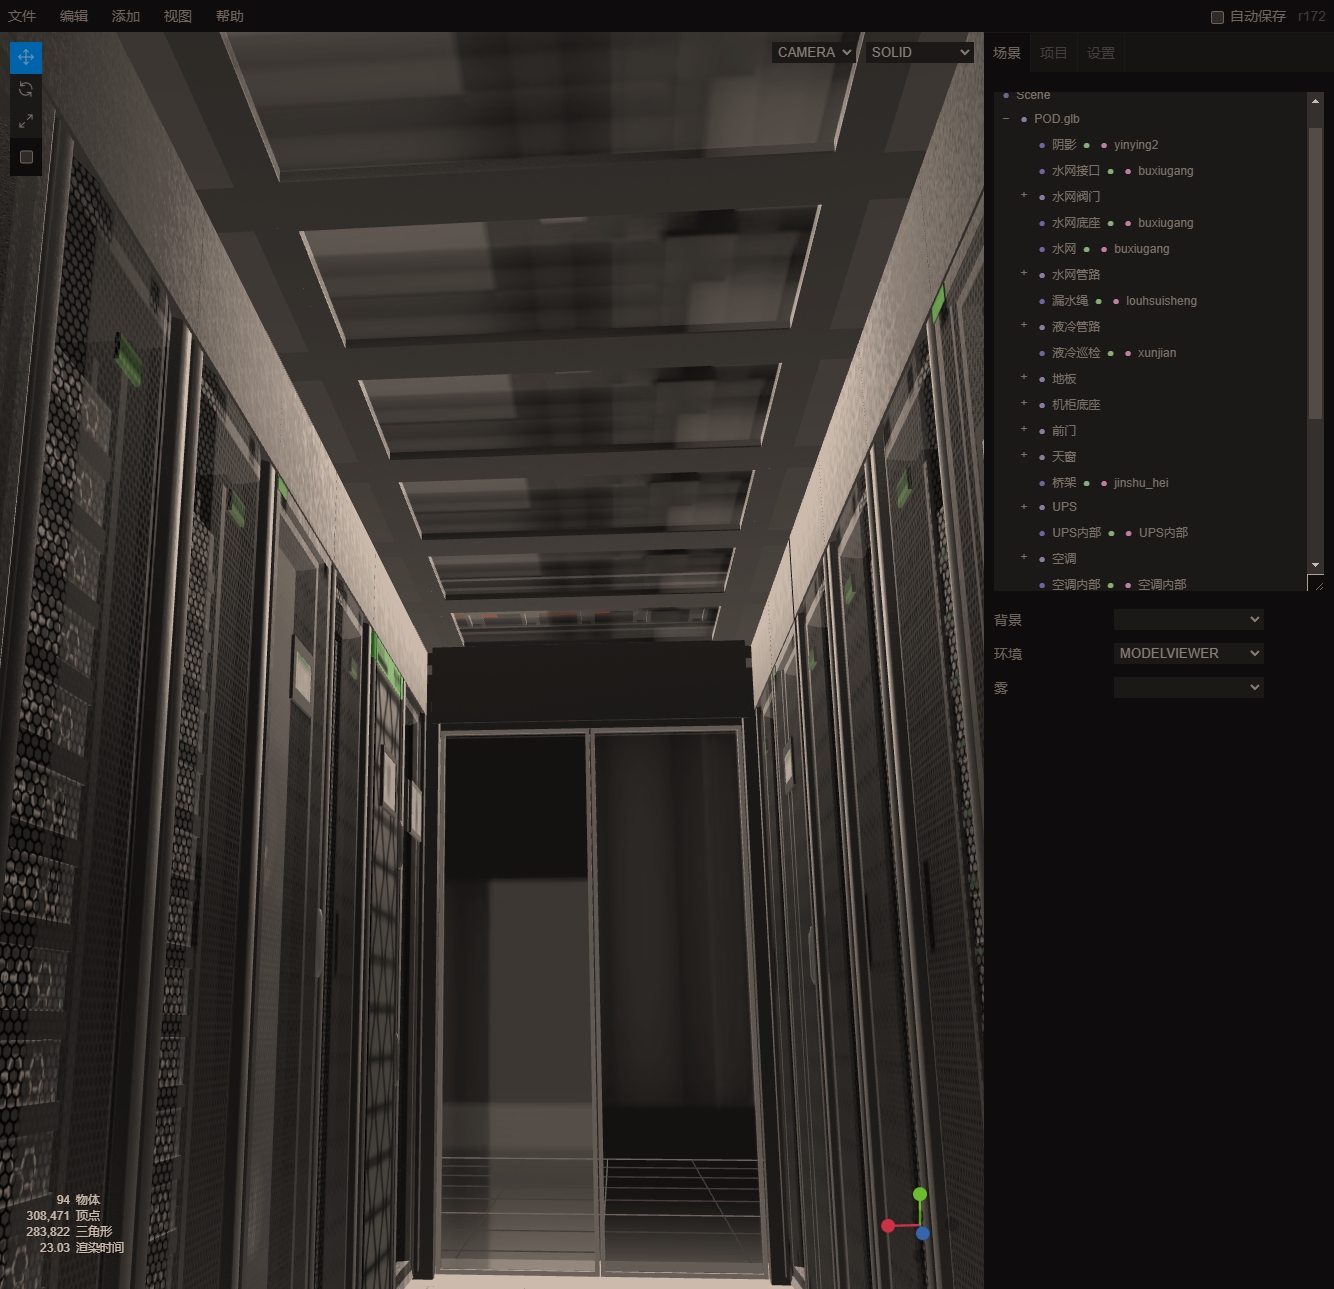 文件 编辑 添加 视图 帮助 自动保存 r172
CAMERA SOLID
场景 项目 设置
Scene
POD.glb
阴影 yinying2
水网接口 buxiugang
水网阀门
水网底座 buxiugang
水网 buxiugang
水网管路
漏水绳 louhsuisheng
液冷管路
液冷巡检 xunjian
地板
机柜底座
前门
天窗
桥架 jinshu_hei
UPS
UPS内部 UPS内部
空调
空调内部 空调内部
背景
环境 MODELVIEWER
雾
94 物体
308,471 顶点
283,822 三角形
23.03 渲染时间